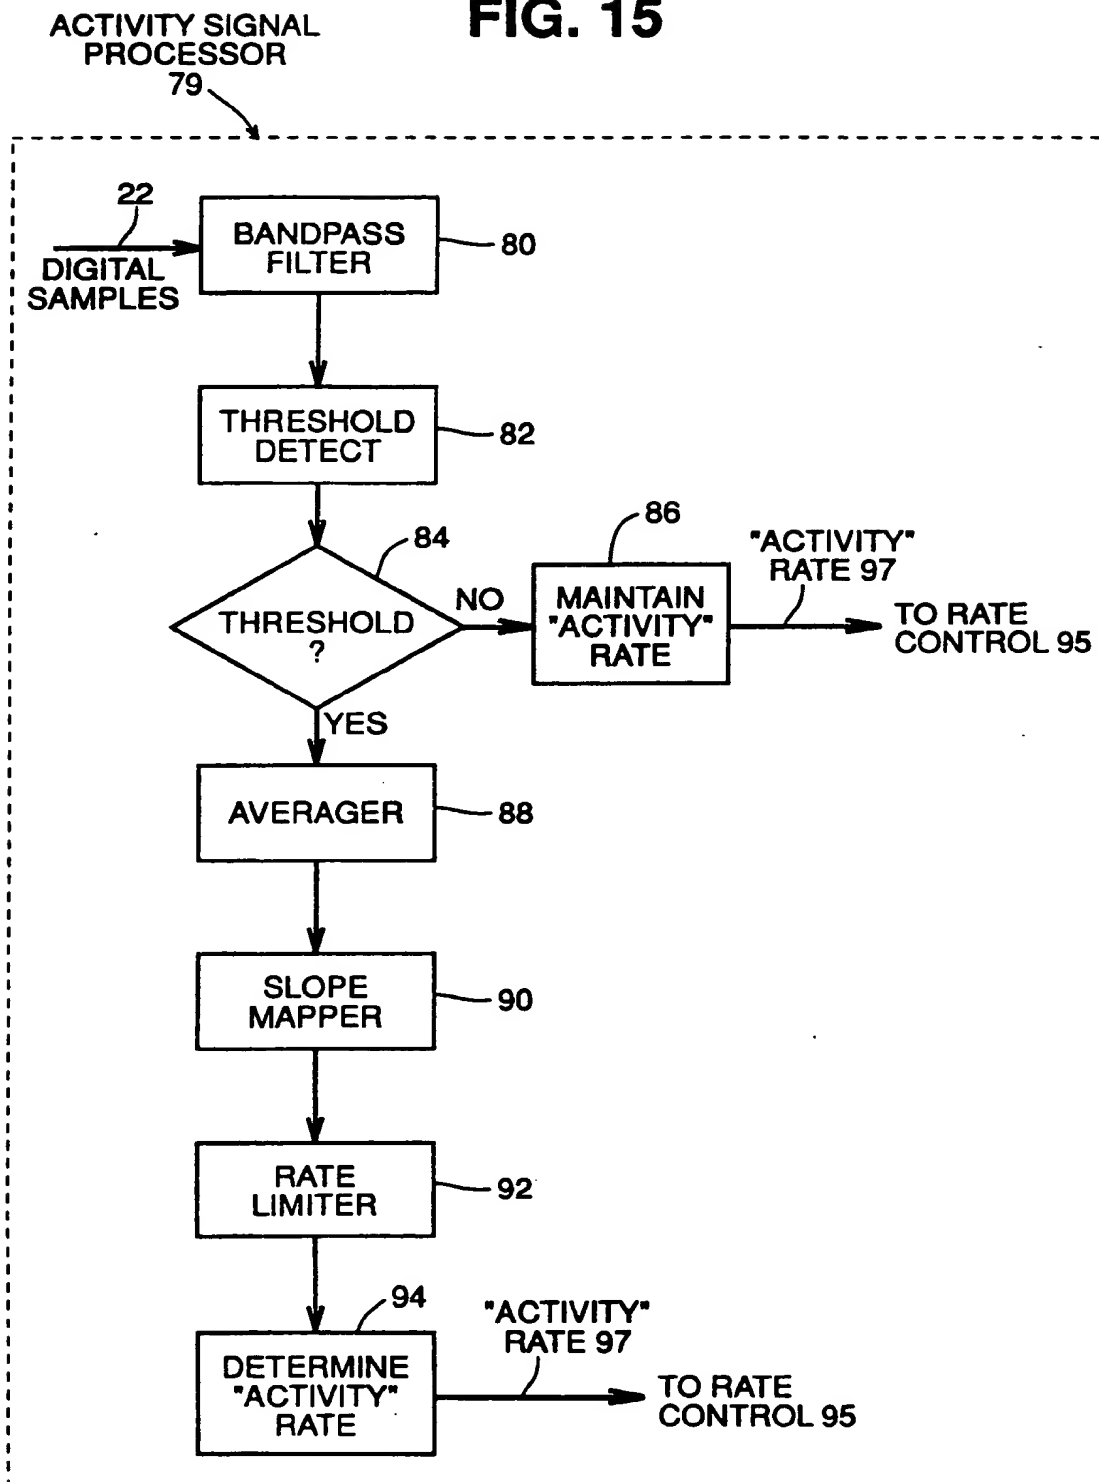 FIG. 15
ACTIVITY SIGNAL
PROCESSOR
79
22
DIGITAL
SAMPLES
BANDPASS
FILTER
80
THRESHOLD
DETECT
82
84
THRESHOLD
?
NO
YES
86
MAINTAIN
"ACTIVITY"
RATE
"ACTIVITY"
RATE 97
TO RATE
CONTROL 95
AVERAGER
88
SLOPE
MAPPER
90
RATE
LIMITER
92
94
DETERMINE
"ACTIVITY"
RATE
"ACTIVITY"
RATE 97
TO RATE
CONTROL 95